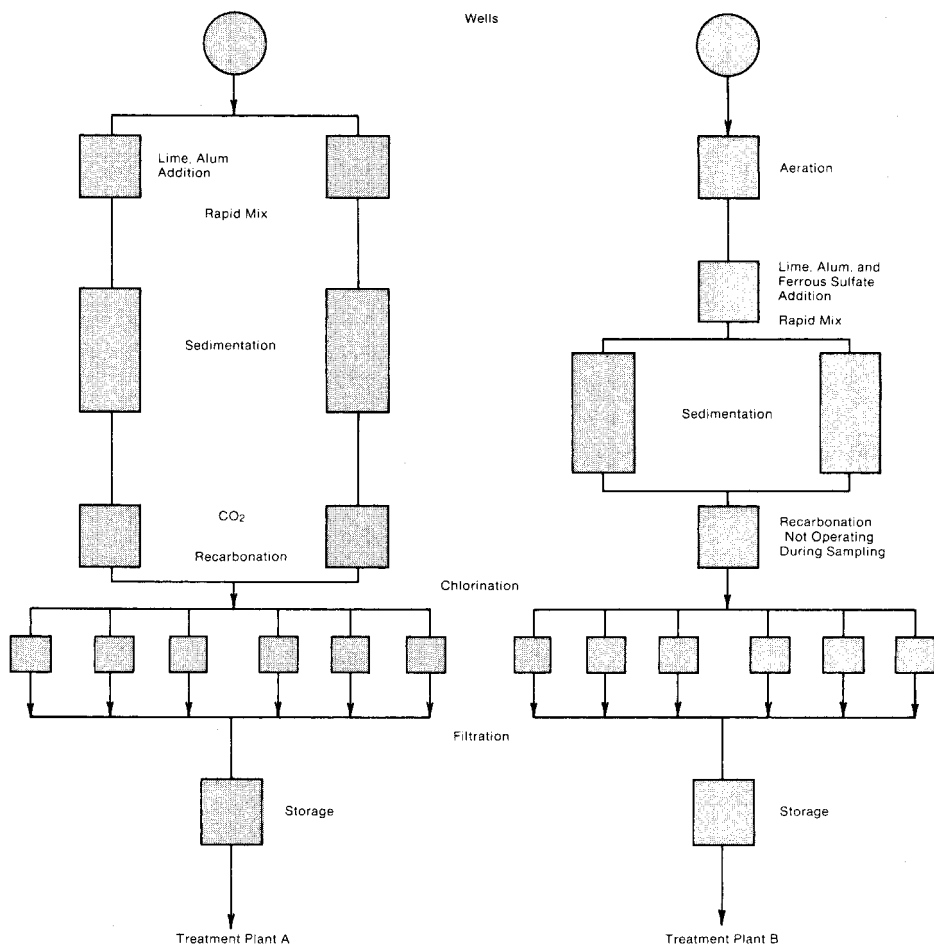 Wells
Lime, Alum
Addition
Rapid Mix
Aeration
Lime, Alum, and
Ferrous Sulfate
Addition
Rapid Mix
Sedimentation
Sedimentation
CO₂
Recarbonation
Recarbonation
Not Operating
During Sampling
Chlorination
Filtration
Storage
Storage
Treatment Plant A
Treatment Plant B